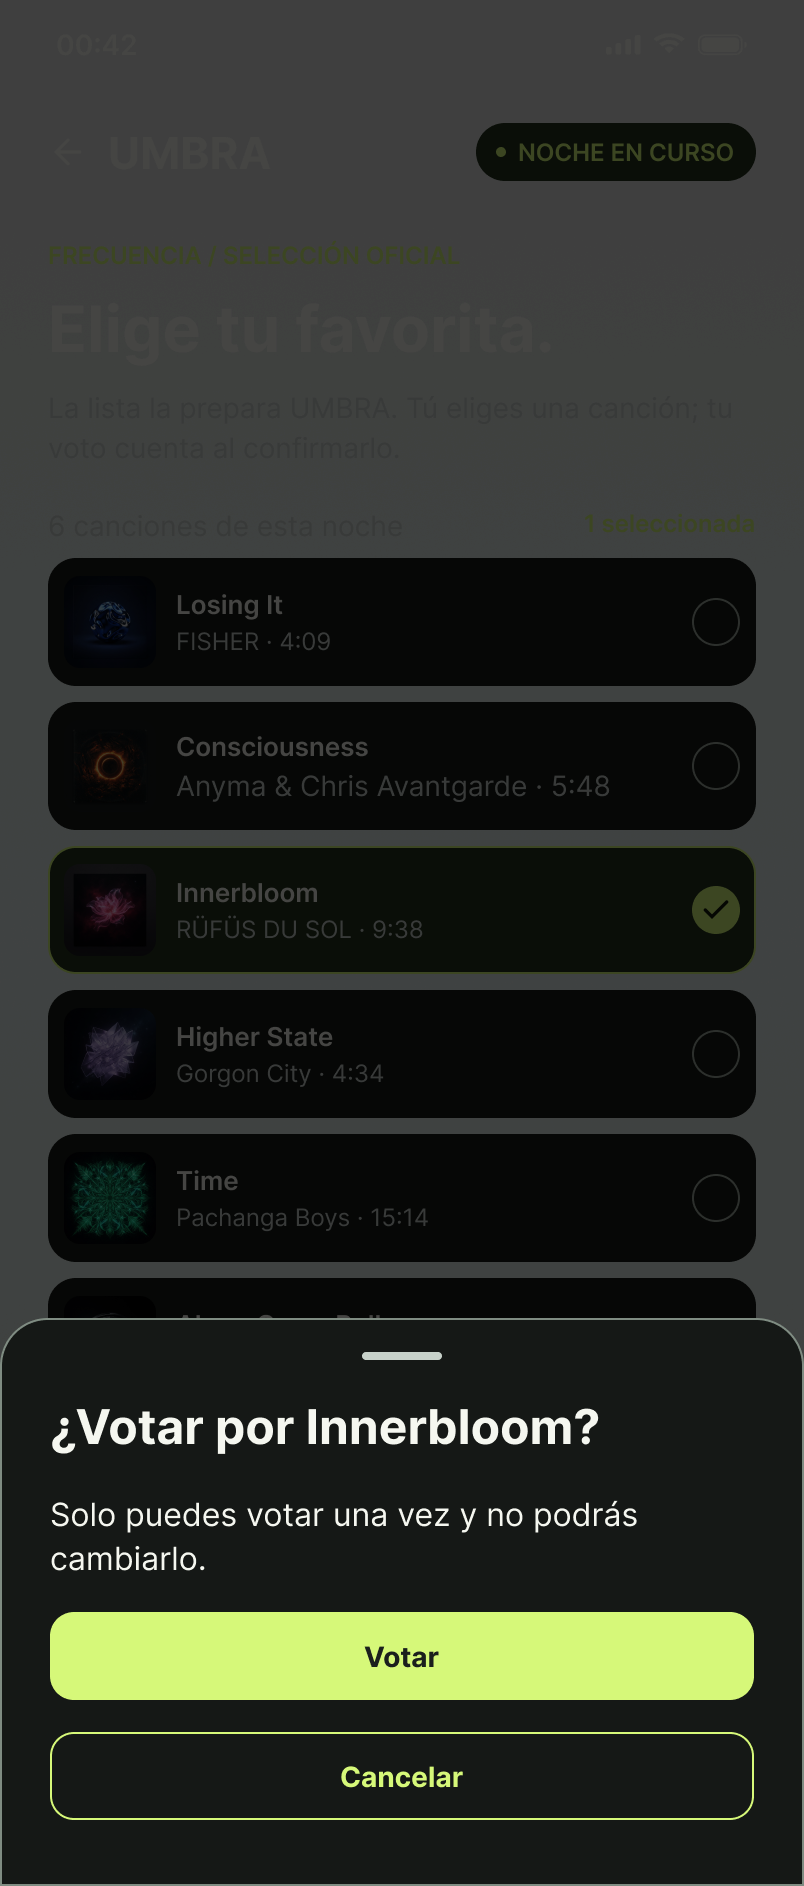 00:42
UMBRA
NOCHE EN CURSO
FRECUENCIA / SELECCIÓN OFICIAL
Elige tu favorita.
La lista la prepara UMBRA. Tú eliges una canción; tu
voto cuenta al confirmarlo.
6 canciones de esta noche
1 seleccionada
Losing It
FISHER · 4:09
Consciousness
Anyma & Chris Avantgarde · 5:48
Innerbloom
RÜFÜS DU SOL · 9:38
Higher State
Gorgon City · 4:34
Time
Pachanga Boys · 15:14
¿Votar por Innerbloom?
Solo puedes votar una vez y no podrás
cambiarlo.
Votar
Cancelar